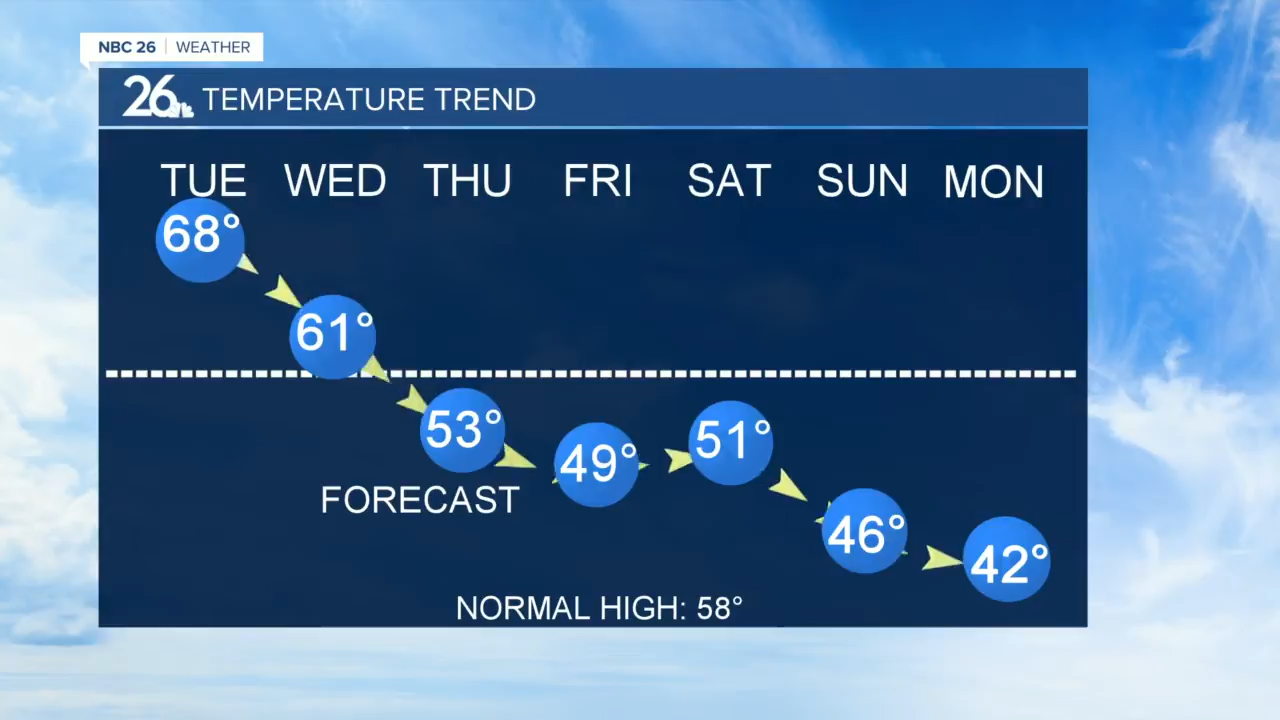 NBC 26 | WEATHER
26 TEMPERATURE TREND
TUE WED THU FRI SAT SUN MON
68° 61° 53° 49° 51° 46° 42°
FORECAST
NORMAL HIGH: 58°